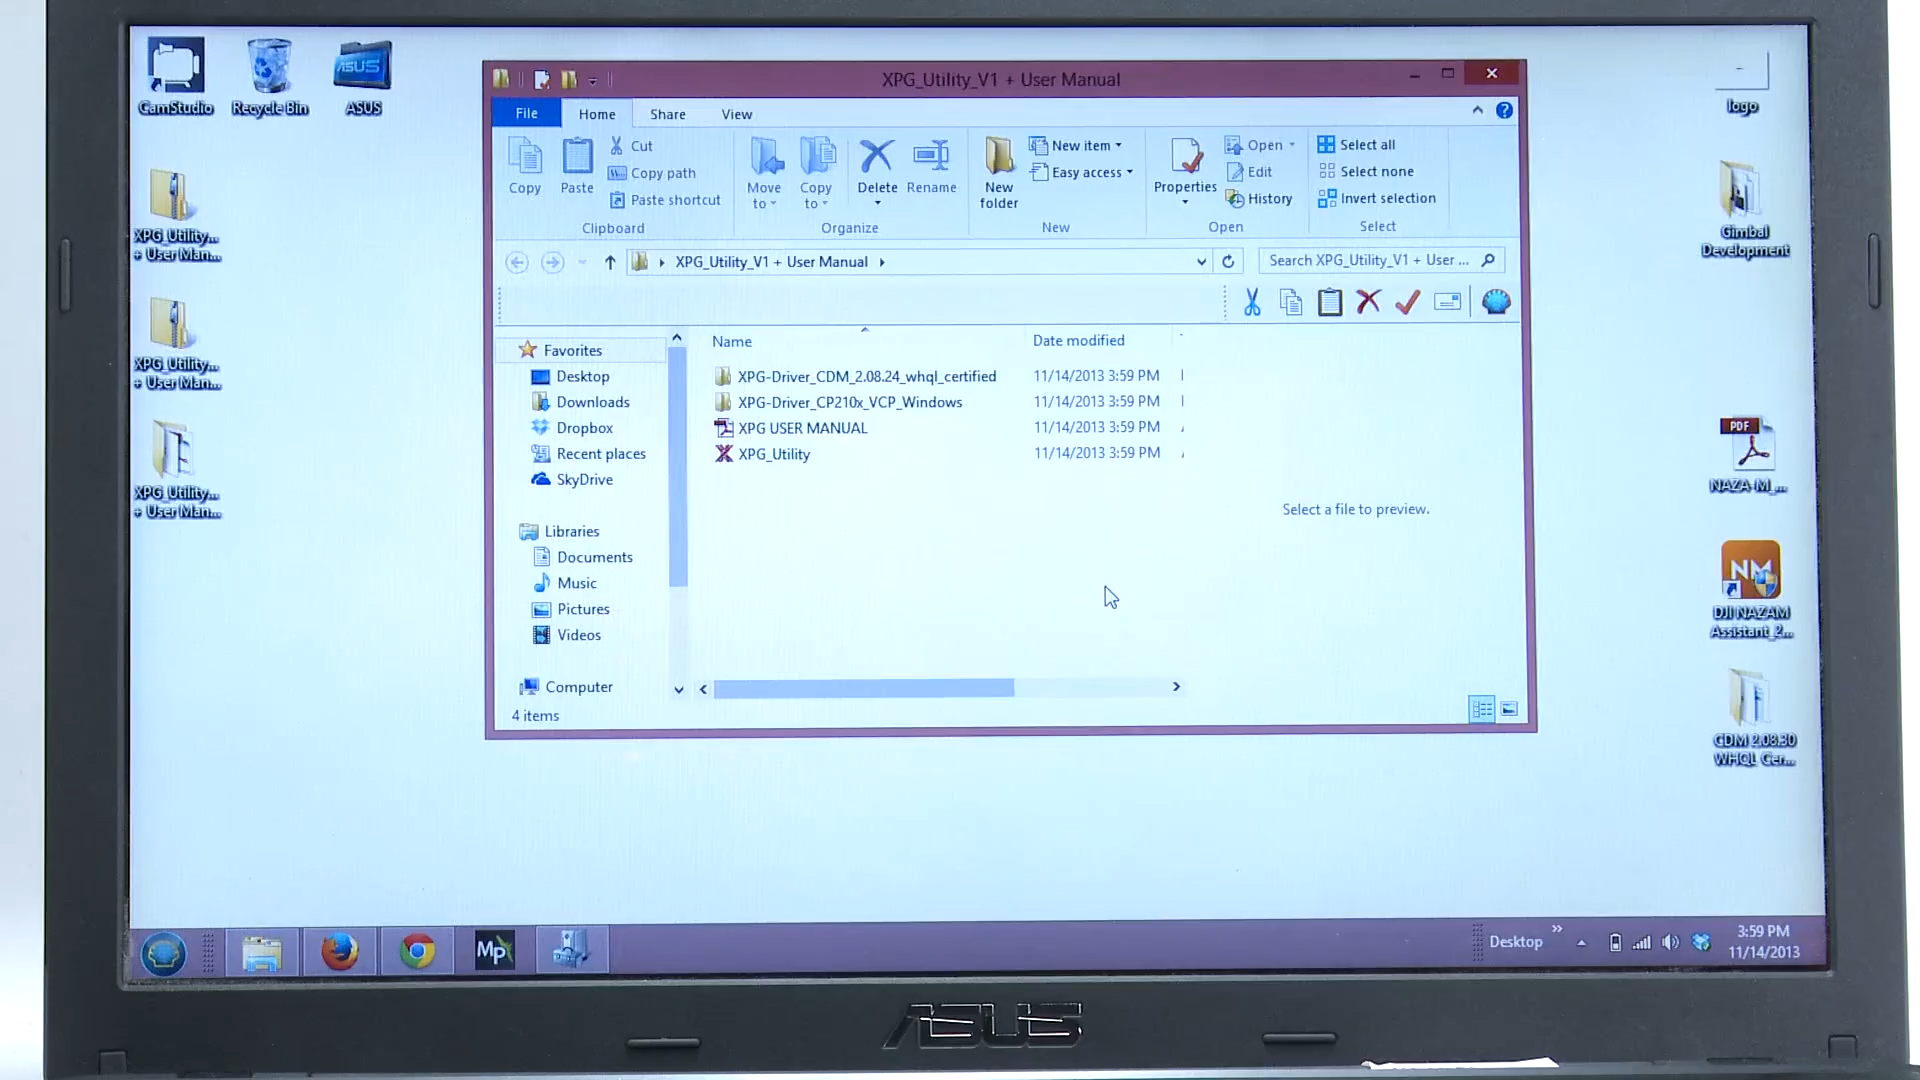 CamStudio
Recycle Bin
ASUS
ASUS
XPG_Utility...
+ User Man...
XPG_Utility...
+ User Man...
XPG_Utility...
+ User Man...
XPG_Utility_V1 + User Manual
File
Home
Share
View
Copy
Paste
Cut
Copy path
Paste shortcut
Clipboard
Move
to
Copy
to
Delete
Rename
Organize
New
folder
New item
Easy access
New
Properties
Open
Edit
History
Open
Select all
Select none
Invert selection
Select
XPG_Utility_V1 + User Manual
Search XPG_Utility_V1 + User ...
Favorites
Desktop
Downloads
Dropbox
Recent places
SkyDrive
Libraries
Documents
Music
Pictures
Videos
Computer
Name
Date modified
XPG-Driver_CDM_2.08.24_whql_certified 11/14/2013 3:59 PM
XPG-Driver_CP210x_VCP_Windows 11/14/2013 3:59 PM
XPG USER MANUAL 11/14/2013 3:59 PM
XPG_Utility 11/14/2013 3:59 PM
Select a file to preview.
4 items
logo
Gimbal
Development
PDF
NAZA-M_...
NM
DJI NAZAM
Assistant_2...
CDM 2.08.30
WHQL Cer...
Mp
Desktop
3:59 PM
11/14/2013
ASUS